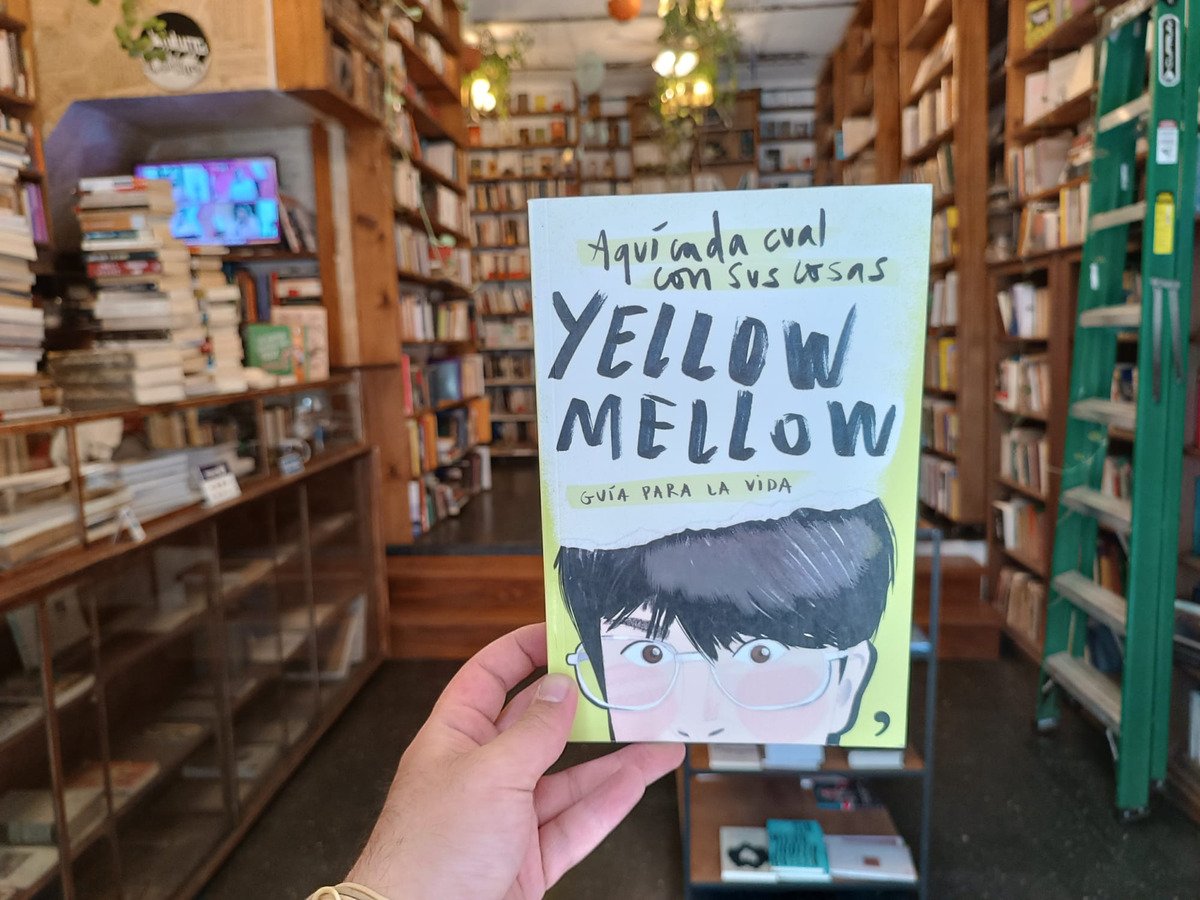 Aquí cada cual
con sus cosas
YELLOW
MELLOW
GUÍA PARA LA VIDA